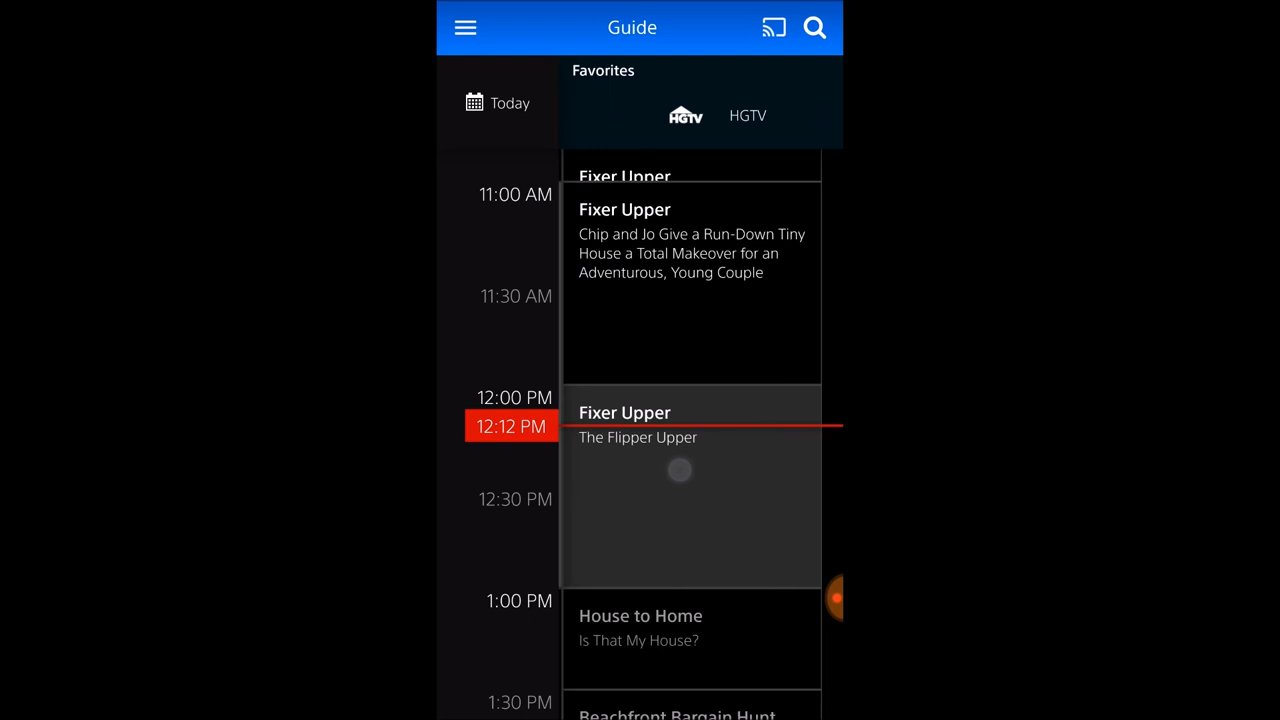 Guide
Favorites
Today
HGTV
HGTV
Fixer Upper
11:00 AM
Fixer Upper
Chip and Jo Give a Run-Down Tiny
House a Total Makeover for an
Adventurous, Young Couple
11:30 AM
12:00 PM
Fixer Upper
12:12 PM
The Flipper Upper
12:30 PM
1:00 PM
House to Home
Is That My House?
1:30 PM
Beachfront Bargain Hunt